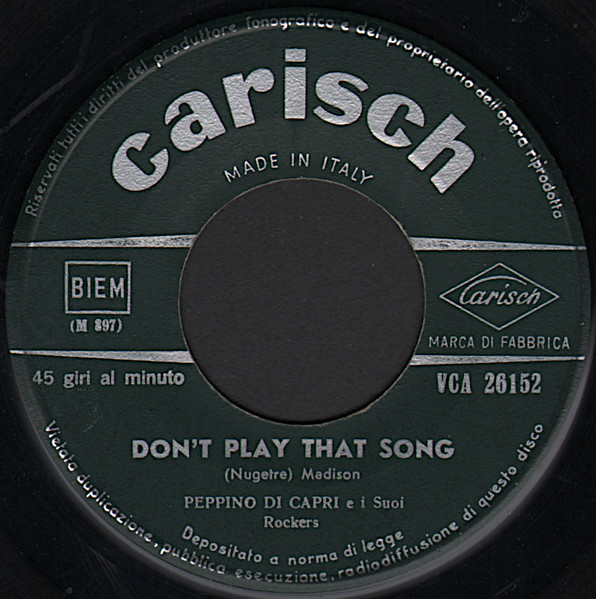 Riservati tutti i diritti del produttore fonografico e del proprietario dell'opera riprodotta
carisch
MADE IN ITALY
BIEM
(M 897)
Carisch
MARCA DI FABBRICA
45 giri al minuto
VCA 26152
DON'T PLAY THAT SONG
(Nugetre) Madison
PEPPINO DI CAPRI e i Suoi
Rockers
Depositato a norma di legge
Vietata duplicazione, pubblica esecuzione, radiodiffusione di questo disco